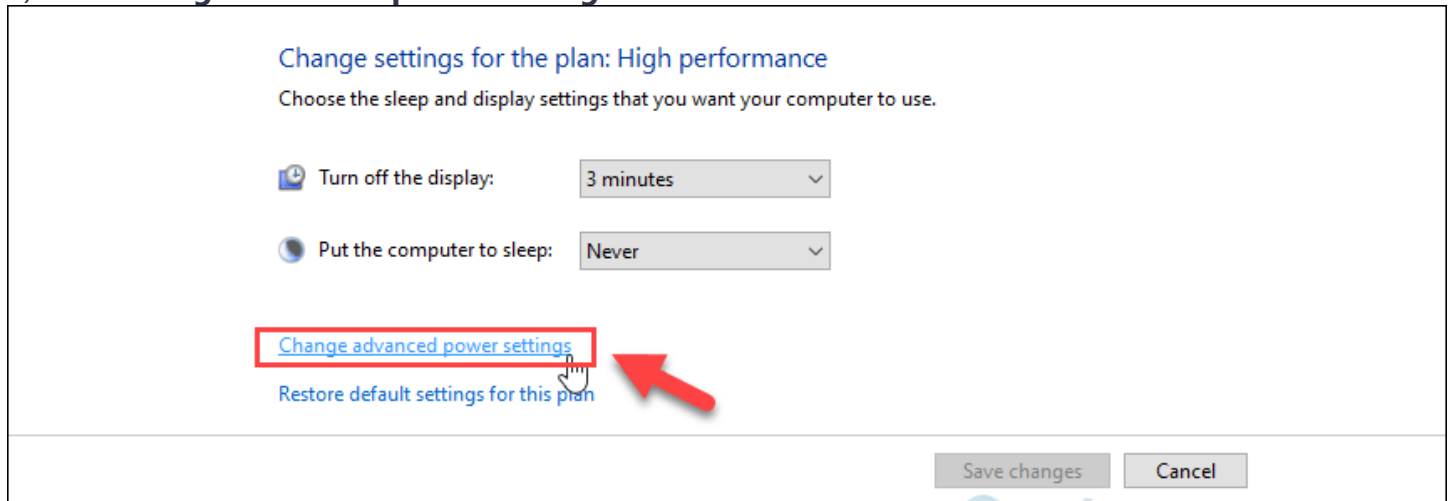 Change settings for the plan: High performance
Choose the sleep and display settings that you want your computer to use.
Turn off the display: 3 minutes
Put the computer to sleep: Never
Change advanced power settings
Restore default settings for this plan
Save changes Cancel